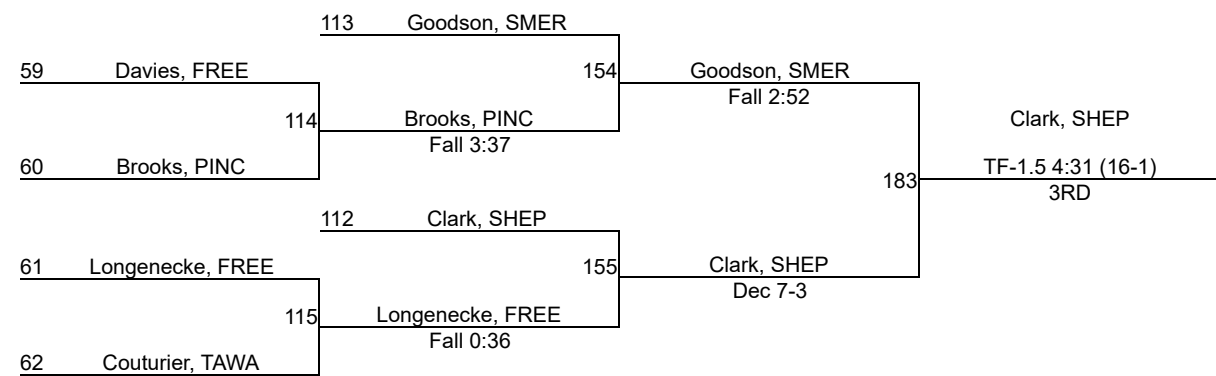 113 Goodson, SMER
59 Davies, FREE
154 Goodson, SMER
Fall 2:52
114 Brooks, PINC
Fall 3:37
Clark, SHEP
60 Brooks, PINC
183 TF-1.5 4:31 (16-1)
3RD
112 Clark, SHEP
61 Longenecke, FREE
155 Clark, SHEP
Dec 7-3
115 Longenecke, FREE
Fall 0:36
62 Couturier, TAWA